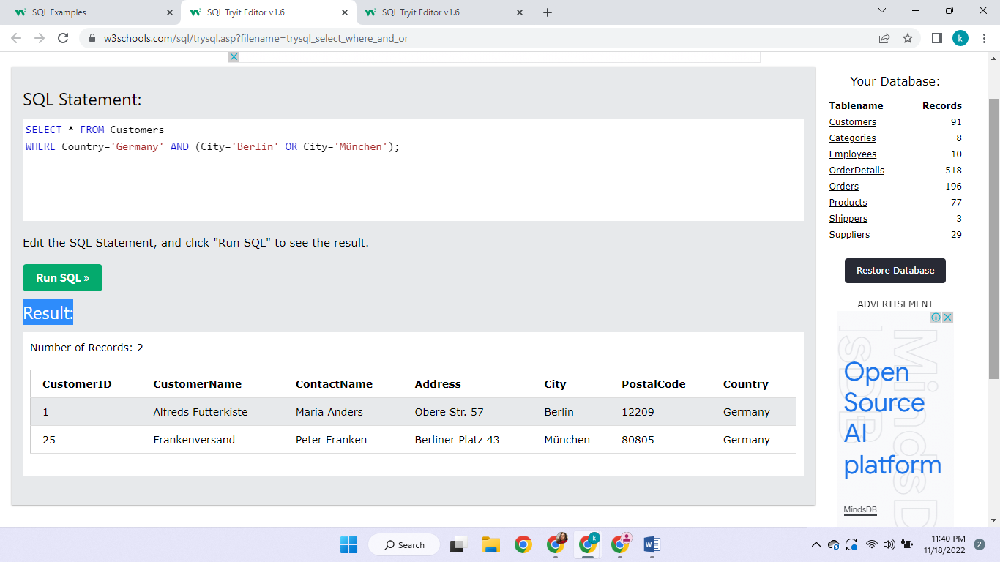 SQL Examples
SQL Tryit Editor v1.6
SQL Tryit Editor v1.6
w3schools.com/sql/trysql.asp?filename=trysql_select_where_and_or
k
SQL Statement:
SELECT * FROM Customers
WHERE Country='Germany' AND (City='Berlin' OR City='München');
Edit the SQL Statement, and click "Run SQL" to see the result.
Run SQL »
Result:
Number of Records: 2
CustomerID CustomerName ContactName Address City PostalCode Country
1 Alfreds Futterkiste Maria Anders Obere Str. 57 Berlin 12209 Germany
25 Frankenversand Peter Franken Berliner Platz 43 München 80805 Germany
Your Database:
Tablename Records
Customers 91
Categories 8
Employees 10
OrderDetails 518
Orders 196
Products 77
Shippers 3
Suppliers 29
Restore Database
ADVERTISEMENT
Open
Source
AI
platform
MindsDB
MindsD
Search
k
11:40 PM
11/18/2022
2